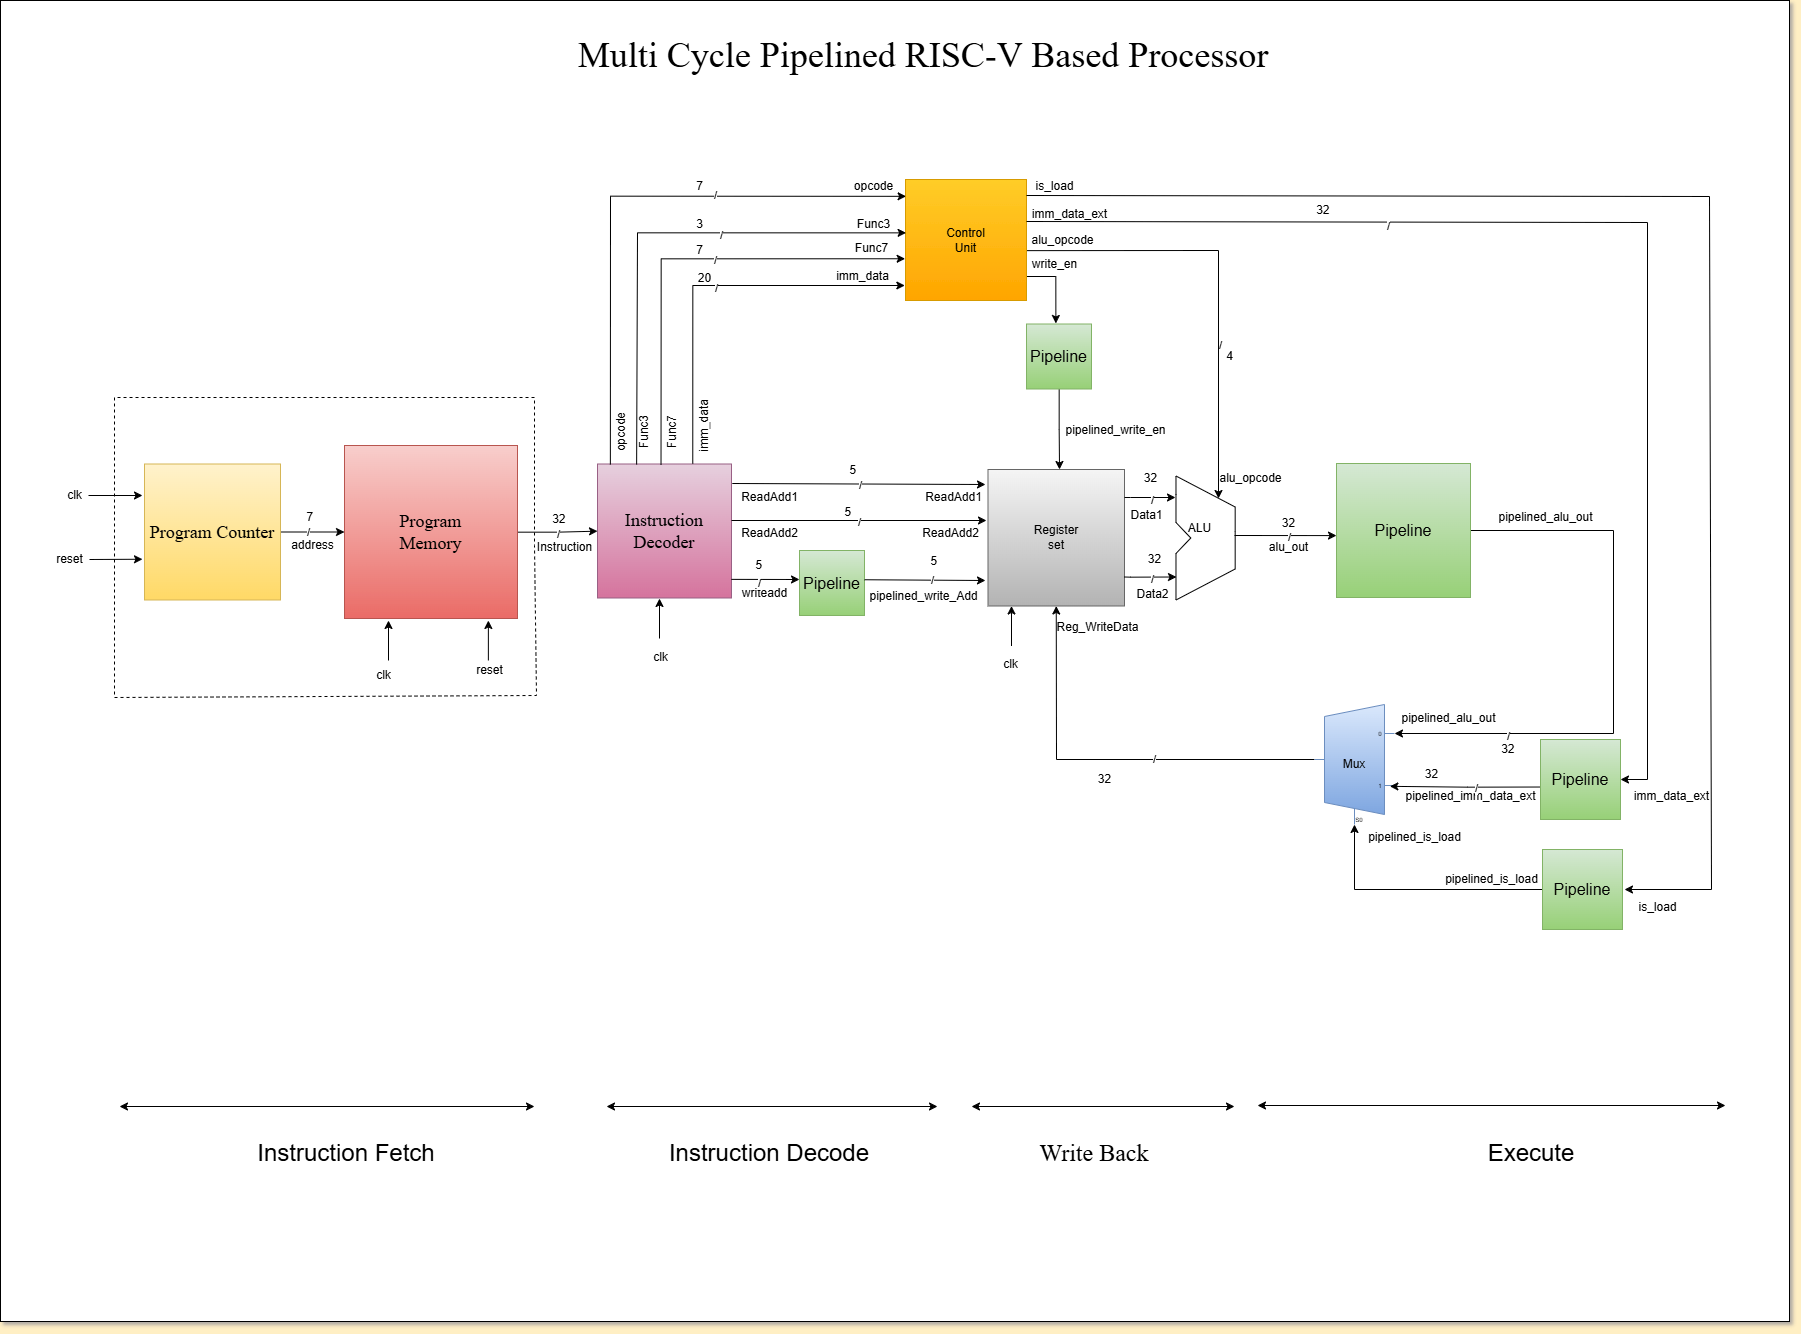 Multi Cycle Pipelined RISC-V Based Processor
7
opcode
is_load
3
Func3
imm_data_ext
32
7
Func7
Control
Unit
alu_opcode
20
imm_data
write_en
Pipeline
4
opcode
Func3
Func7
imm_data
pipelined_write_en
clk
reset
Program Counter
7
address
Program
Memory
clk
reset
32
Instruction
Instruction
Decoder
clk
5
ReadAdd1
ReadAdd1
5
ReadAdd2
ReadAdd2
5
writeadd
Pipeline
5
pipelined_write_Add
Register
set
clk
Reg_WriteData
32
Data1
32
Data2
alu_opcode
ALU
32
alu_out
Pipeline
pipelined_alu_out
pipelined_alu_out
0
32
Mux
32
1
pipelined_imm_data_ext
Pipeline
imm_data_ext
32
S0
pipelined_is_load
pipelined_is_load
Pipeline
is_load
Instruction Fetch
Instruction Decode
Write Back
Execute